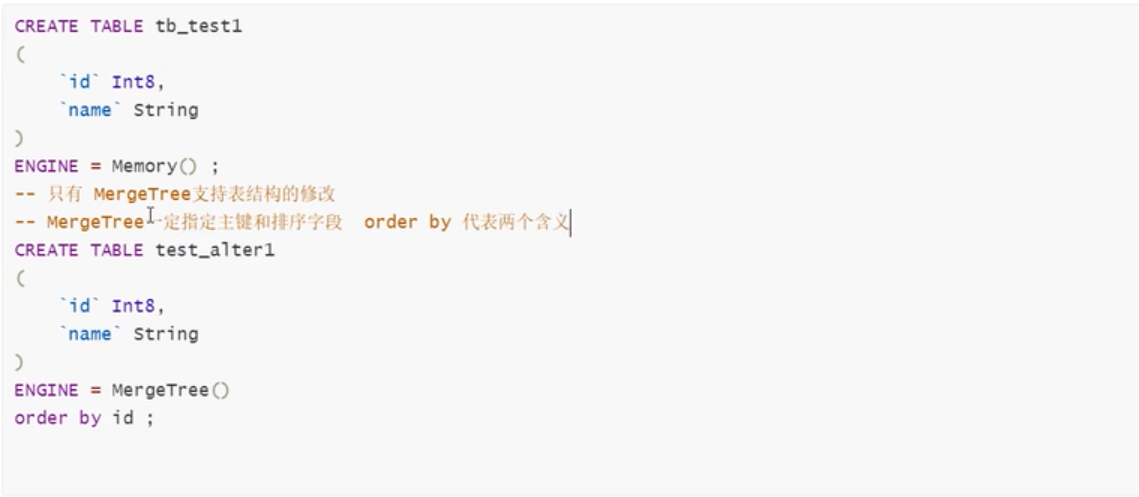 CREATE TABLE tb_test1
(
    `id` Int8,
    `name` String
)
ENGINE = Memory() ;
-- 只有 MergeTree支持表结构的修改
-- MergeTree一定指定主键和排序字段  order by 代表两个含义
CREATE TABLE test_alter1
(
    `id` Int8,
    `name` String
)
ENGINE = MergeTree()
order by id ;